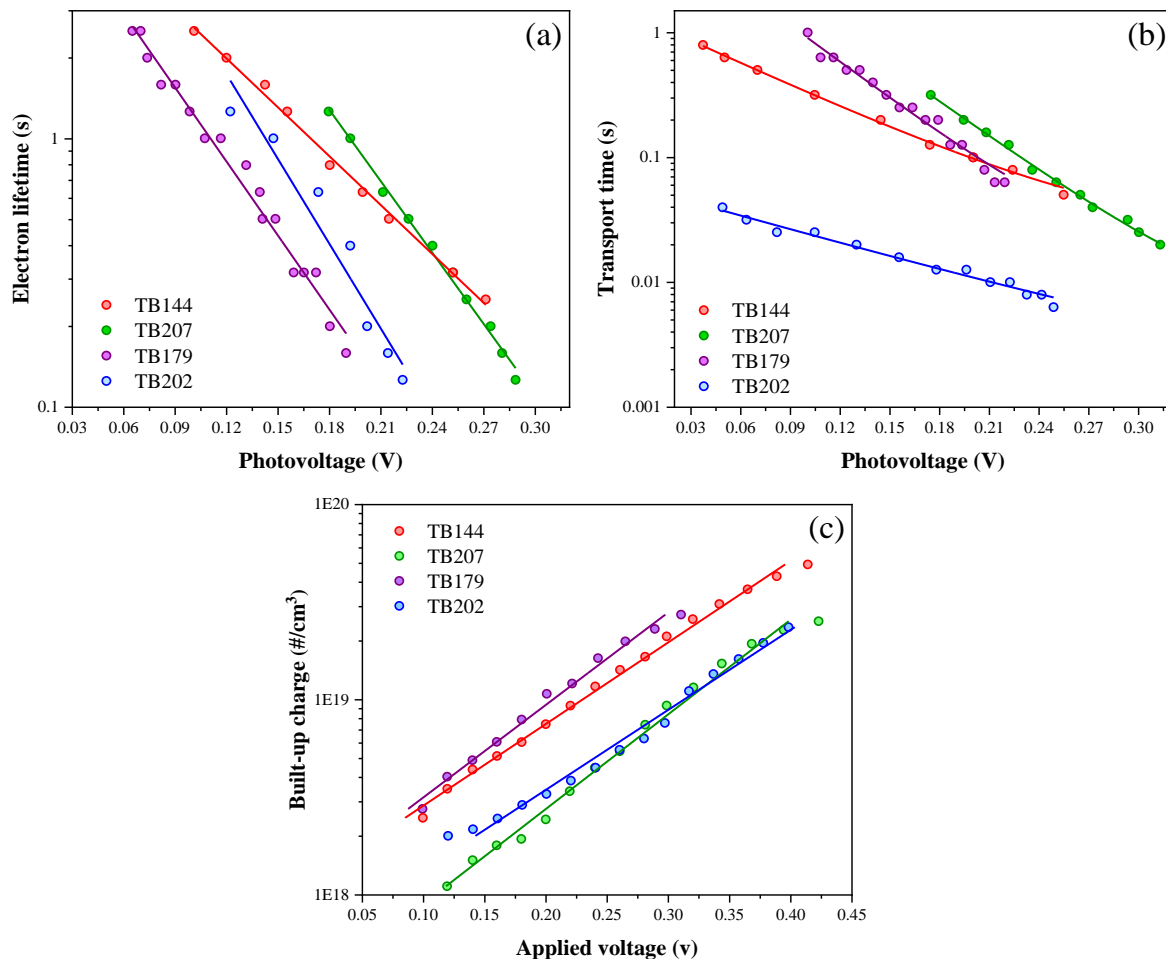 (a)
Electron lifetime (s)
1
0.1
TB144
TB207
TB179
TB202
0.03 0.06 0.09 0.12 0.15 0.18 0.21 0.24 0.27 0.30
Photovoltage (V)
(b)
Transport time (s)
1
0.1
0.01
0.001
TB144
TB207
TB179
TB202
0.03 0.06 0.09 0.12 0.15 0.18 0.21 0.24 0.27 0.30
Photovoltage (V)
(c)
Built-up charge (#/cm³)
1E20
1E19
1E18
TB144
TB207
TB179
TB202
0.05 0.10 0.15 0.20 0.25 0.30 0.35 0.40 0.45
Applied voltage (v)